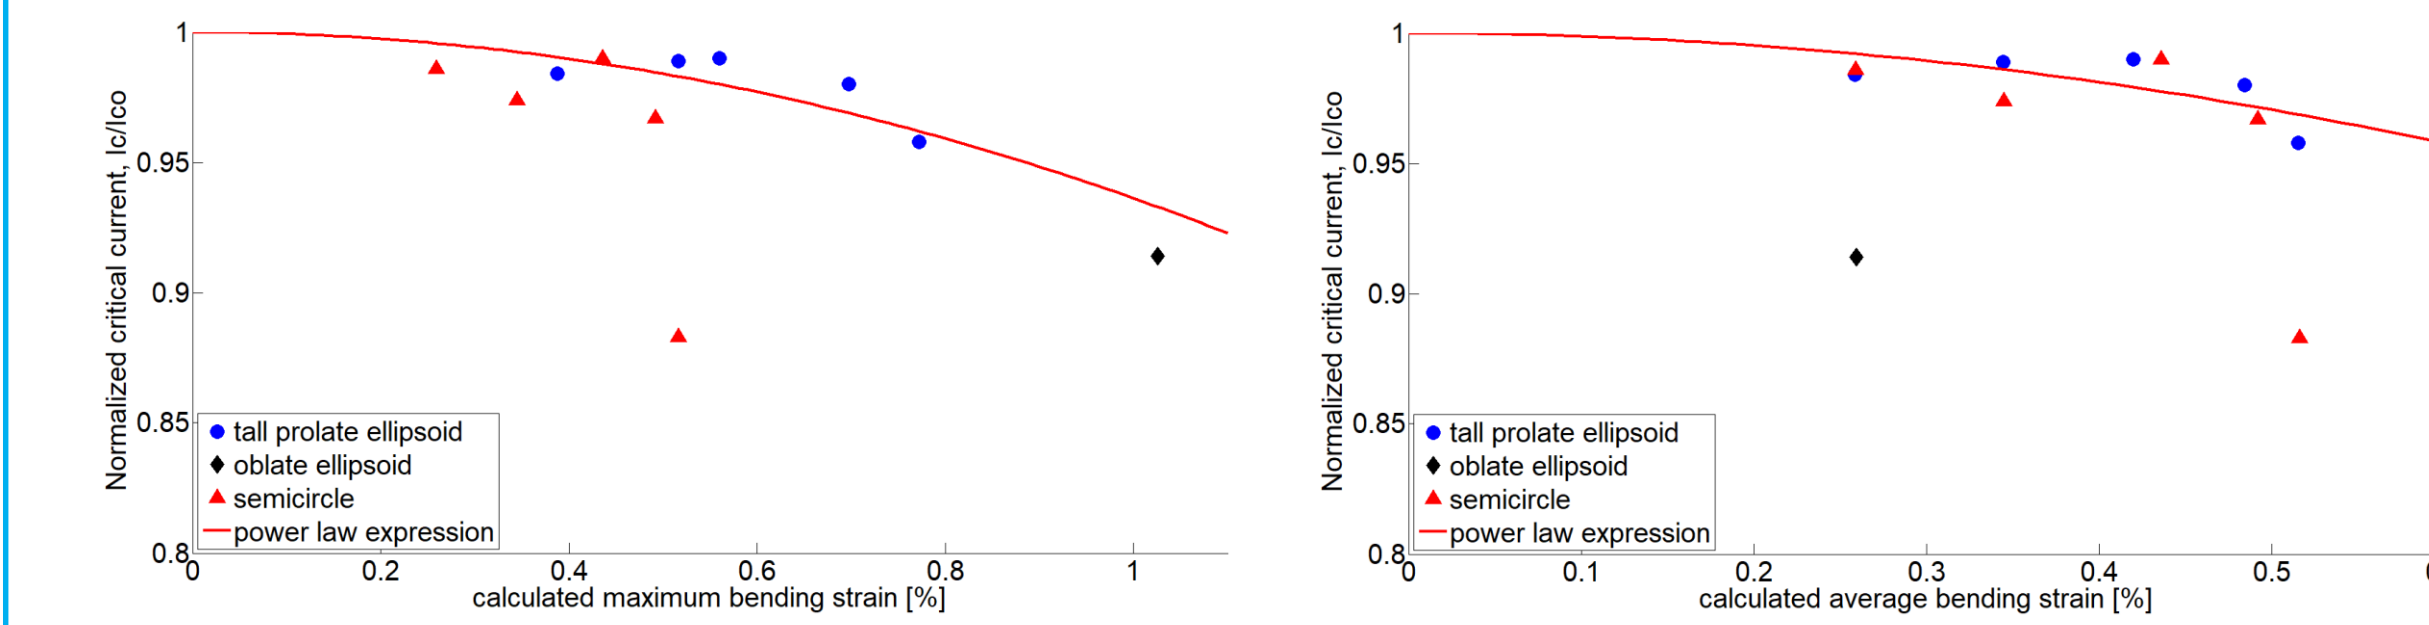 1
0.95
0.9
0.85
0.8
Normalized critical current, Ic/Ico
tall prolate ellipsoid
oblate ellipsoid
semicircle
power law expression
0 0.2 0.4 0.6 0.8 1
calculated maximum bending strain [%]
1
0.95
0.9
0.85
0.8
Normalized critical current, Ic/Ico
tall prolate ellipsoid
oblate ellipsoid
semicircle
power law expression
0 0.1 0.2 0.3 0.4 0.5
calculated average bending strain [%]